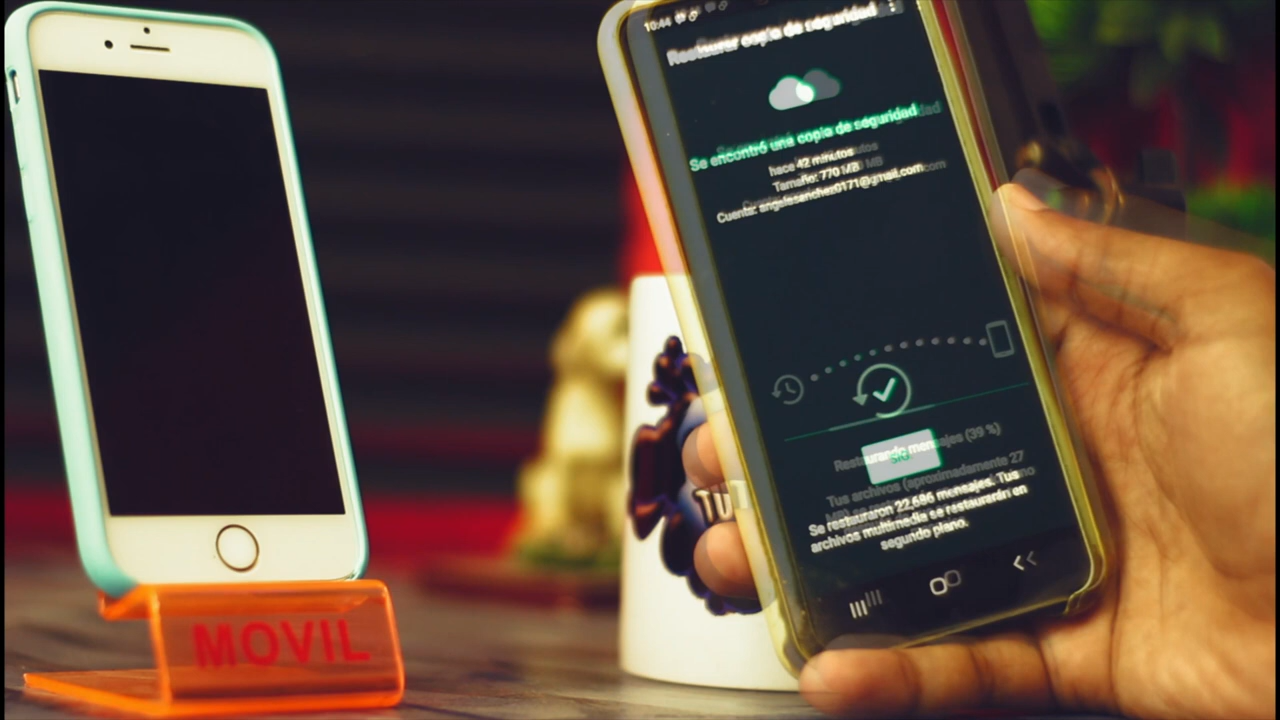 10:44
Restaurar copia de seguridad
Se encontró una copia de seguridad
hace 42 minutos
Tamaño: 770 MB
Cuenta: angelesanchez0171@gmail.com
Restaurando mensajes (39 %)
Tus archivos (aproximadamente 27
Se restauraron 22,686 mensajes. Tus
archivos multimedia se restaurarán en
segundo plano.
MOVIL
TUT